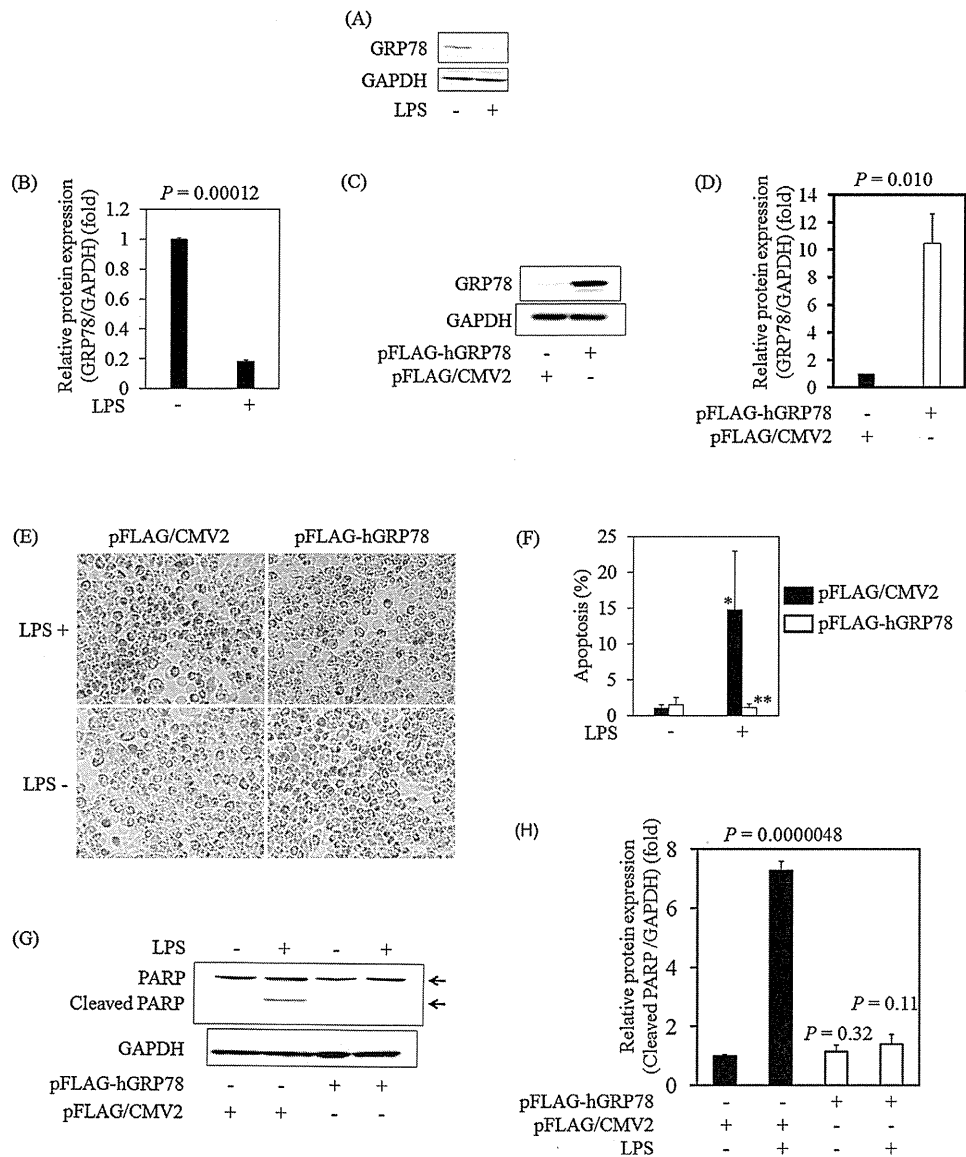 (A)
GRP78
GAPDH
LPS - +
(B)
P = 0.00012
Relative protein expression
(GRP78/GAPDH) (fold)
1.2
1
0.8
0.6
0.4
0.2
0
LPS - +
(C)
GRP78
GAPDH
pFLAG-hGRP78 - +
pFLAG/CMV2 + -
(D)
P = 0.010
Relative protein expression
(GRP78/GAPDH) (fold)
14
12
10
8
6
4
2
0
pFLAG-hGRP78 - +
pFLAG/CMV2 + -
(E)
pFLAG/CMV2 pFLAG-hGRP78
LPS +
LPS -
(F)
Apoptosis (%)
25
20
15
10
5
0
* **
LPS - +
pFLAG/CMV2
pFLAG-hGRP78
(G)
LPS - + - +
PARP
Cleaved PARP
GAPDH
pFLAG-hGRP78 - - + +
pFLAG/CMV2 + + - -
(H)
P = 0.0000048
Relative protein expression
(Cleaved PARP /GAPDH) (fold)
8
6
4
2
0
P = 0.32
P = 0.11
pFLAG-hGRP78 - - + +
pFLAG/CMV2 + + - -
LPS - + - +